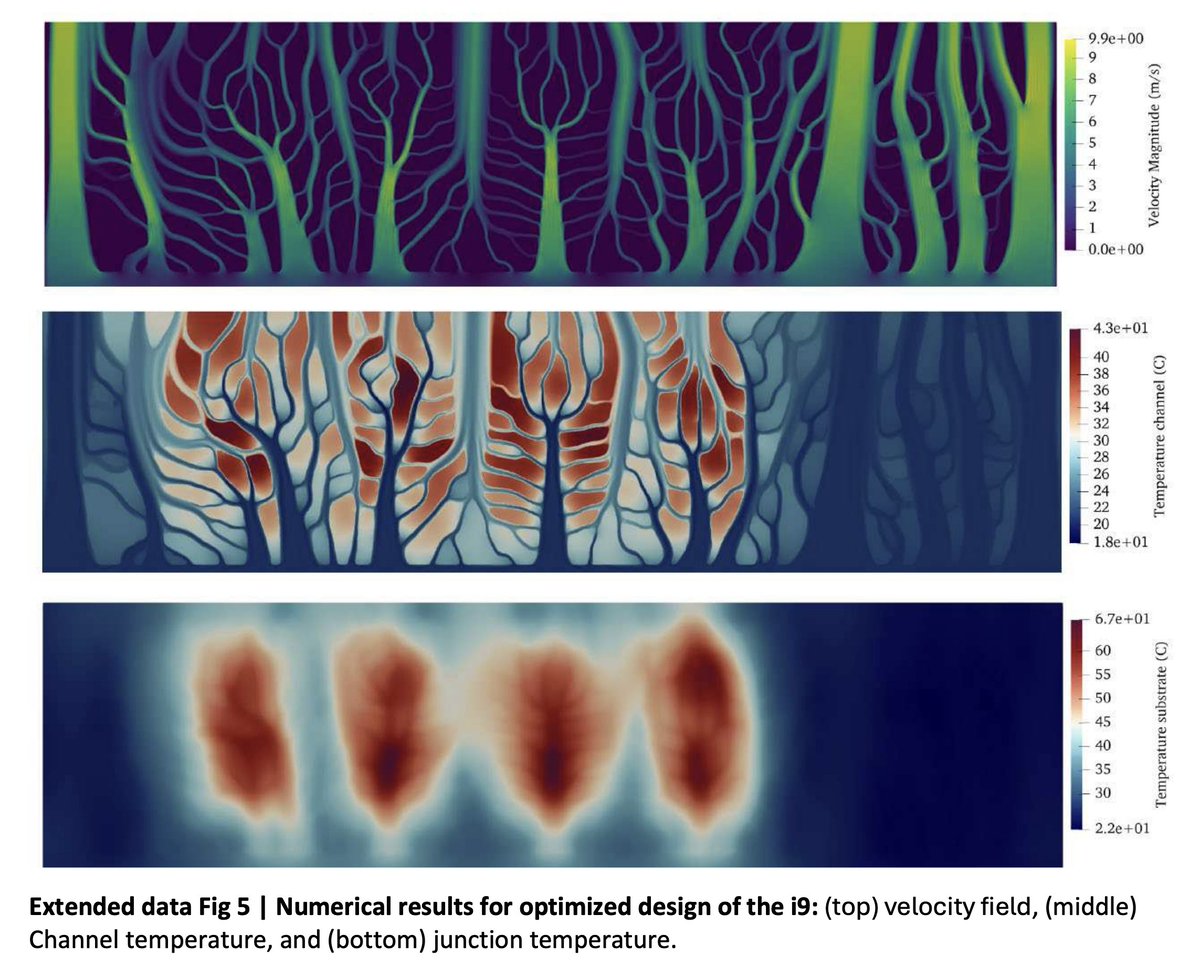 9.9e+00
9
8
7
6
5
4
3
2
1
0.0e+00
Velocity Magnitude (m/s)
4.3e+01
40
38
36
34
32
30
28
26
24
22
20
1.8e+01
Temperature channel (C)
6.7e+01
60
55
50
45
40
35
30
2.2e+01
Temperature substrate (C)
Extended data Fig 5 | Numerical results for optimized design of the i9: (top) velocity field, (middle)
Channel temperature, and (bottom) junction temperature.